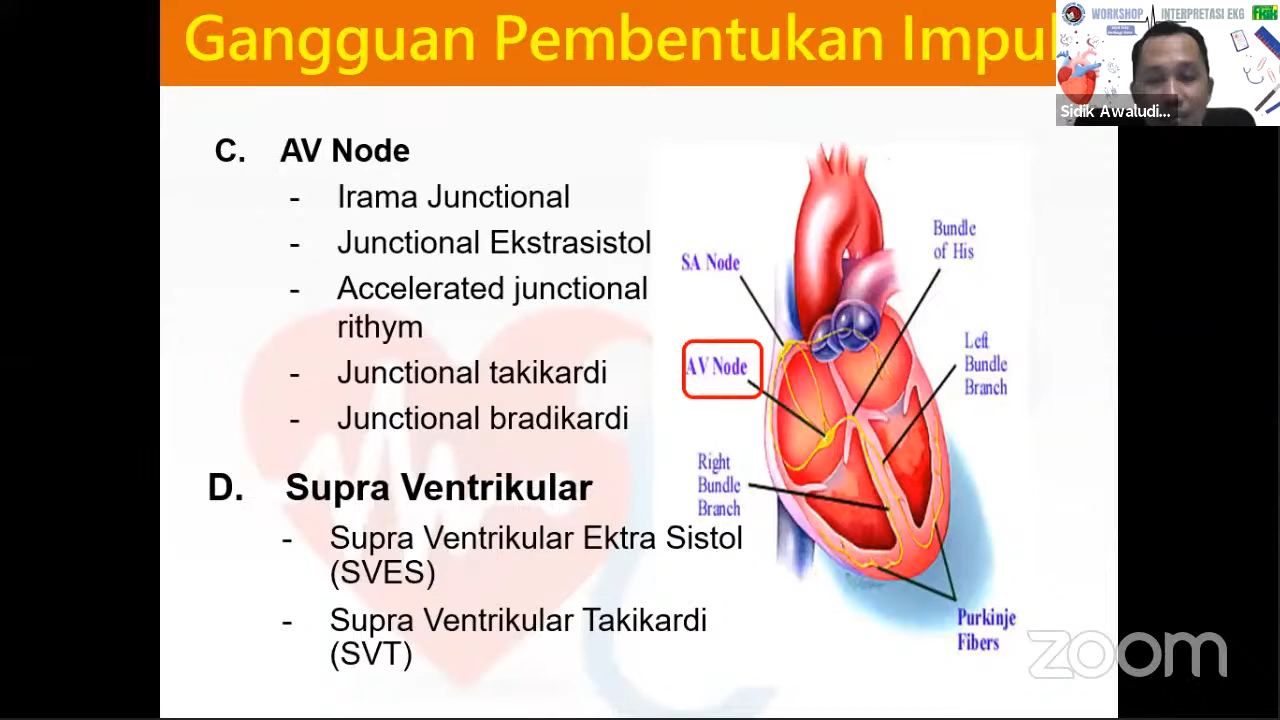 Gangguan Pembentukan Impul
WORKSHOP INTERPRETASI EKG
Sidik Awaludi...
C. AV Node
- Irama Junctional
- Junctional Ekstrasistol
- Accelerated junctional
rithym
- Junctional takikardi
- Junctional bradikardi
D. Supra Ventrikular
- Supra Ventrikular Ektra Sistol
(SVES)
- Supra Ventrikular Takikardi
(SVT)
SA Node
AV Node
Bundle
of His
Left
Bundle
Branch
Right
Bundle
Branch
Purkinje
Fibers
zoom